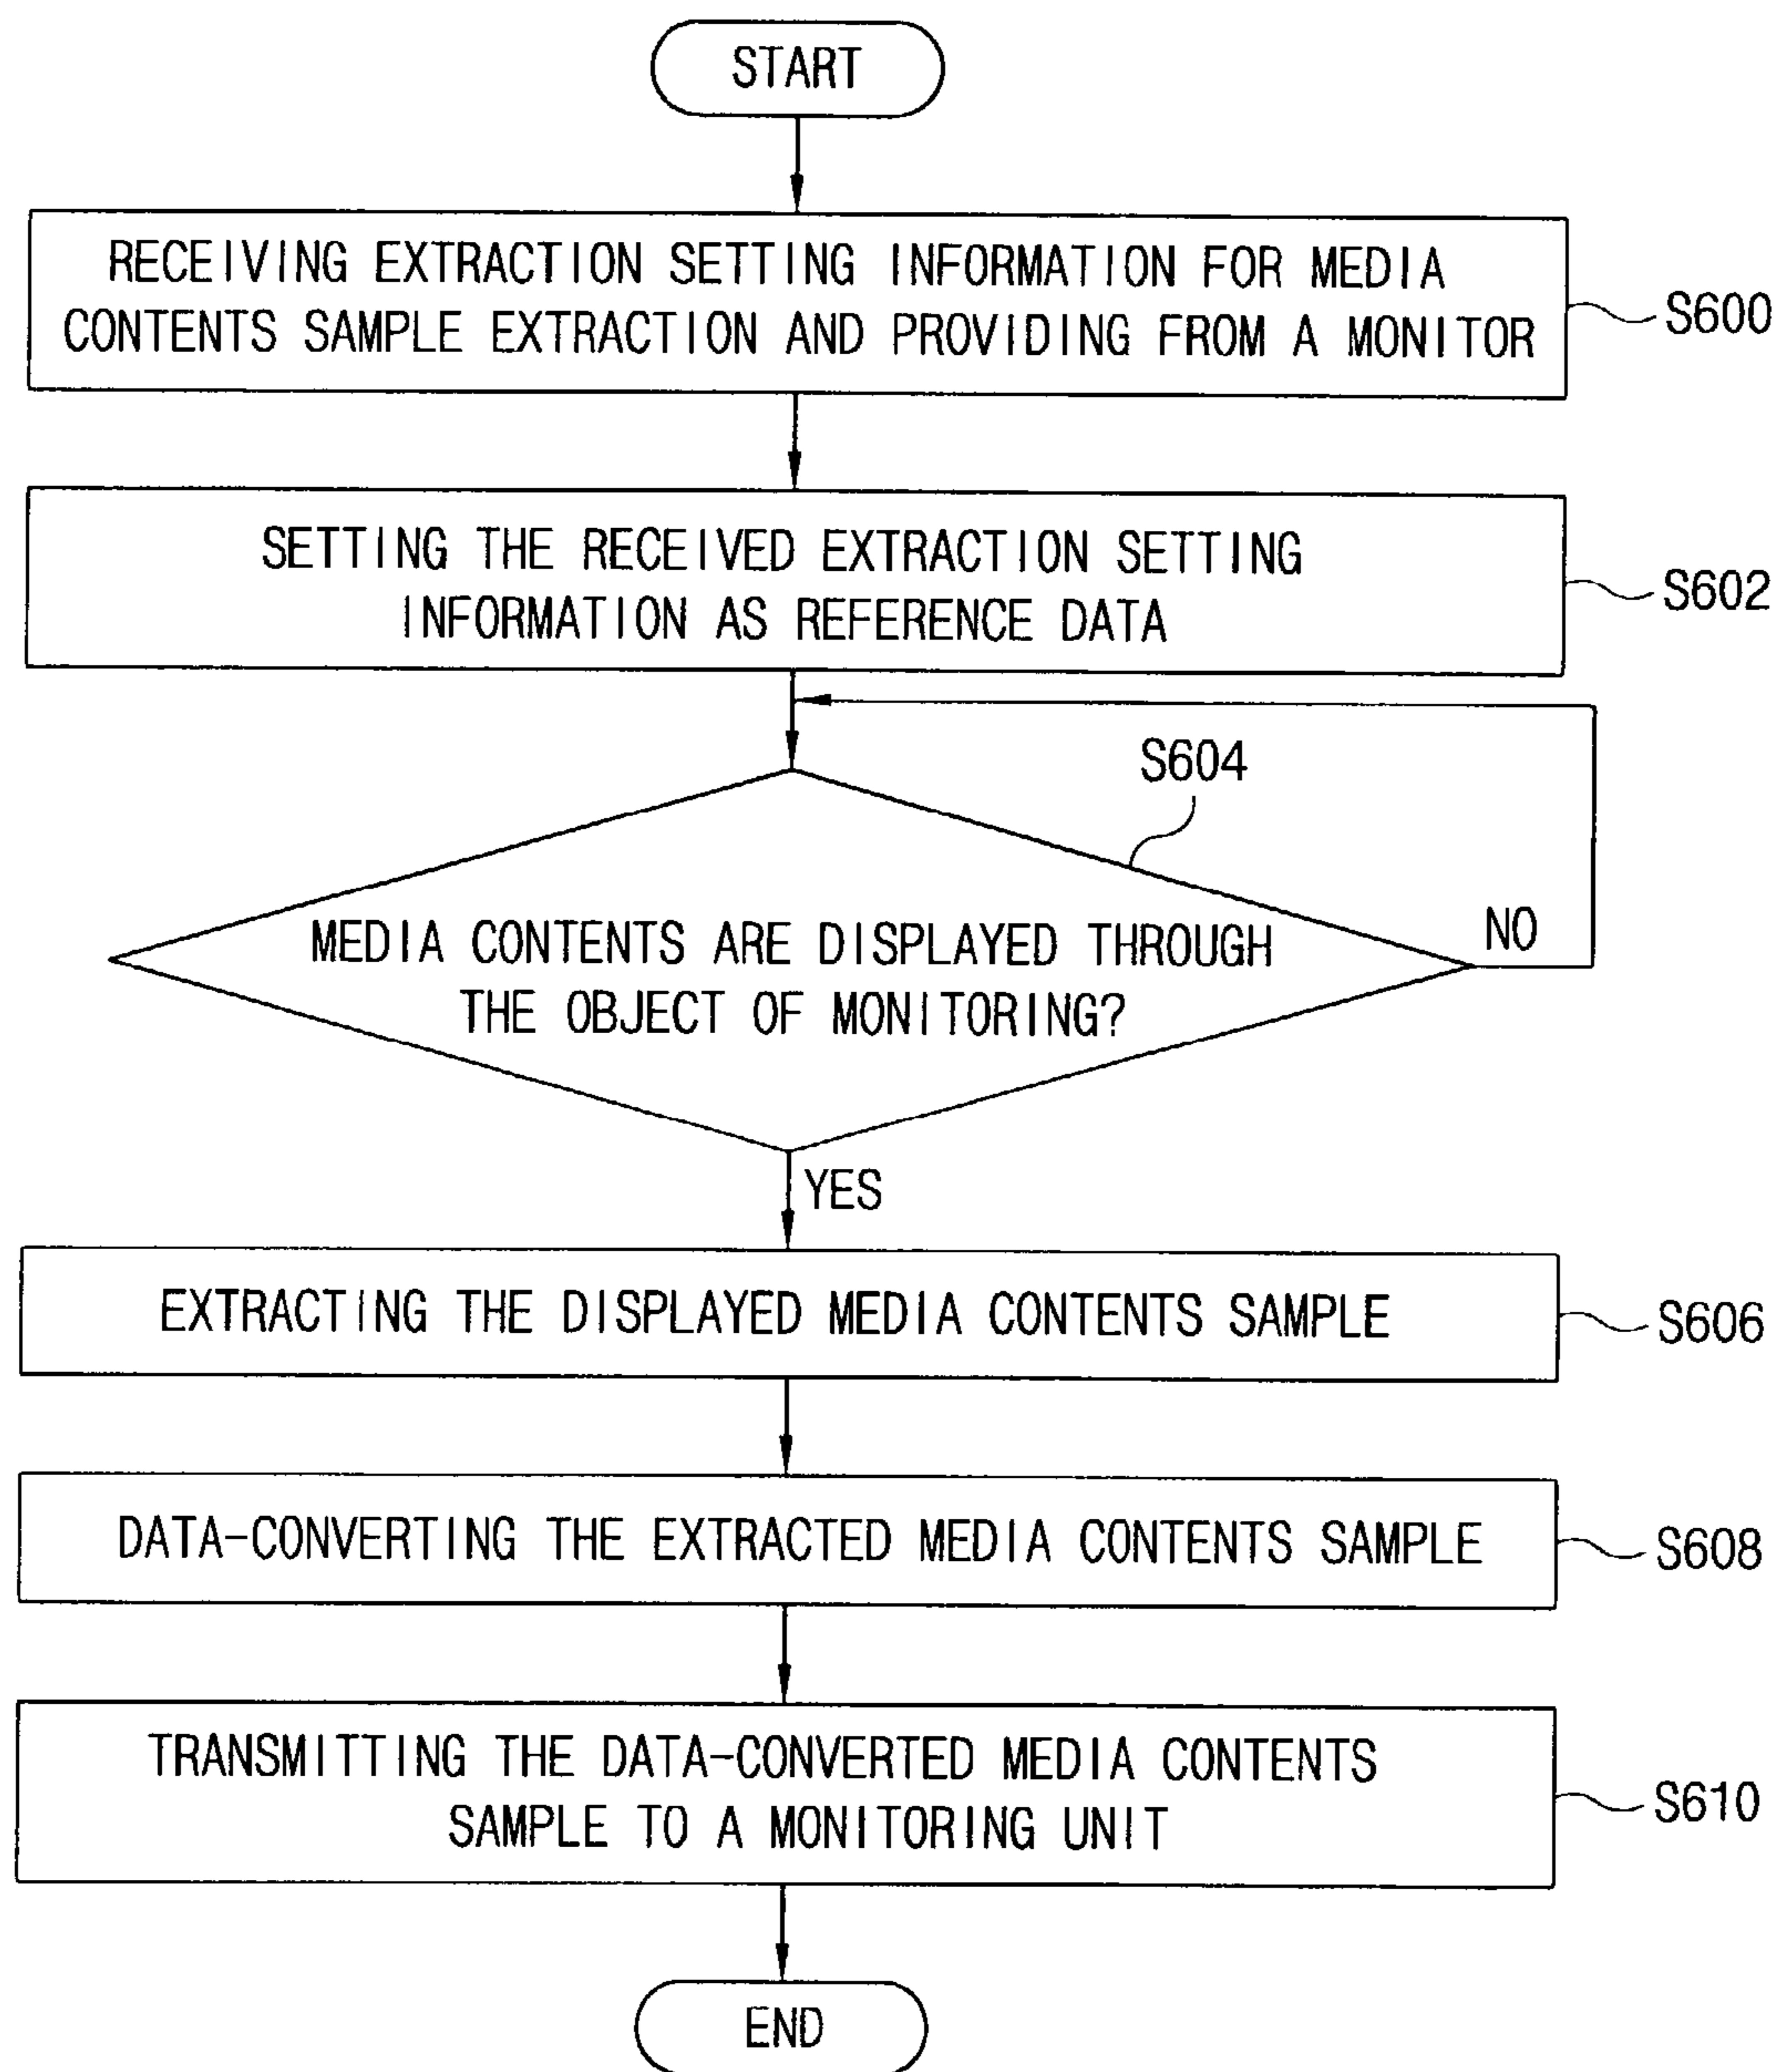 START
RECEIVING EXTRACTION SETTING INFORMATION FOR MEDIA
CONTENTS SAMPLE EXTRACTION AND PROVIDING FROM A MONITOR
S600
SETTING THE RECEIVED EXTRACTION SETTING
INFORMATION AS REFERENCE DATA
S602
S604
MEDIA CONTENTS ARE DISPLAYED THROUGH
THE OBJECT OF MONITORING?
NO
YES
EXTRACTING THE DISPLAYED MEDIA CONTENTS SAMPLE
S606
DATA-CONVERTING THE EXTRACTED MEDIA CONTENTS SAMPLE
S608
TRANSMITTING THE DATA-CONVERTED MEDIA CONTENTS
SAMPLE TO A MONITORING UNIT
S610
END